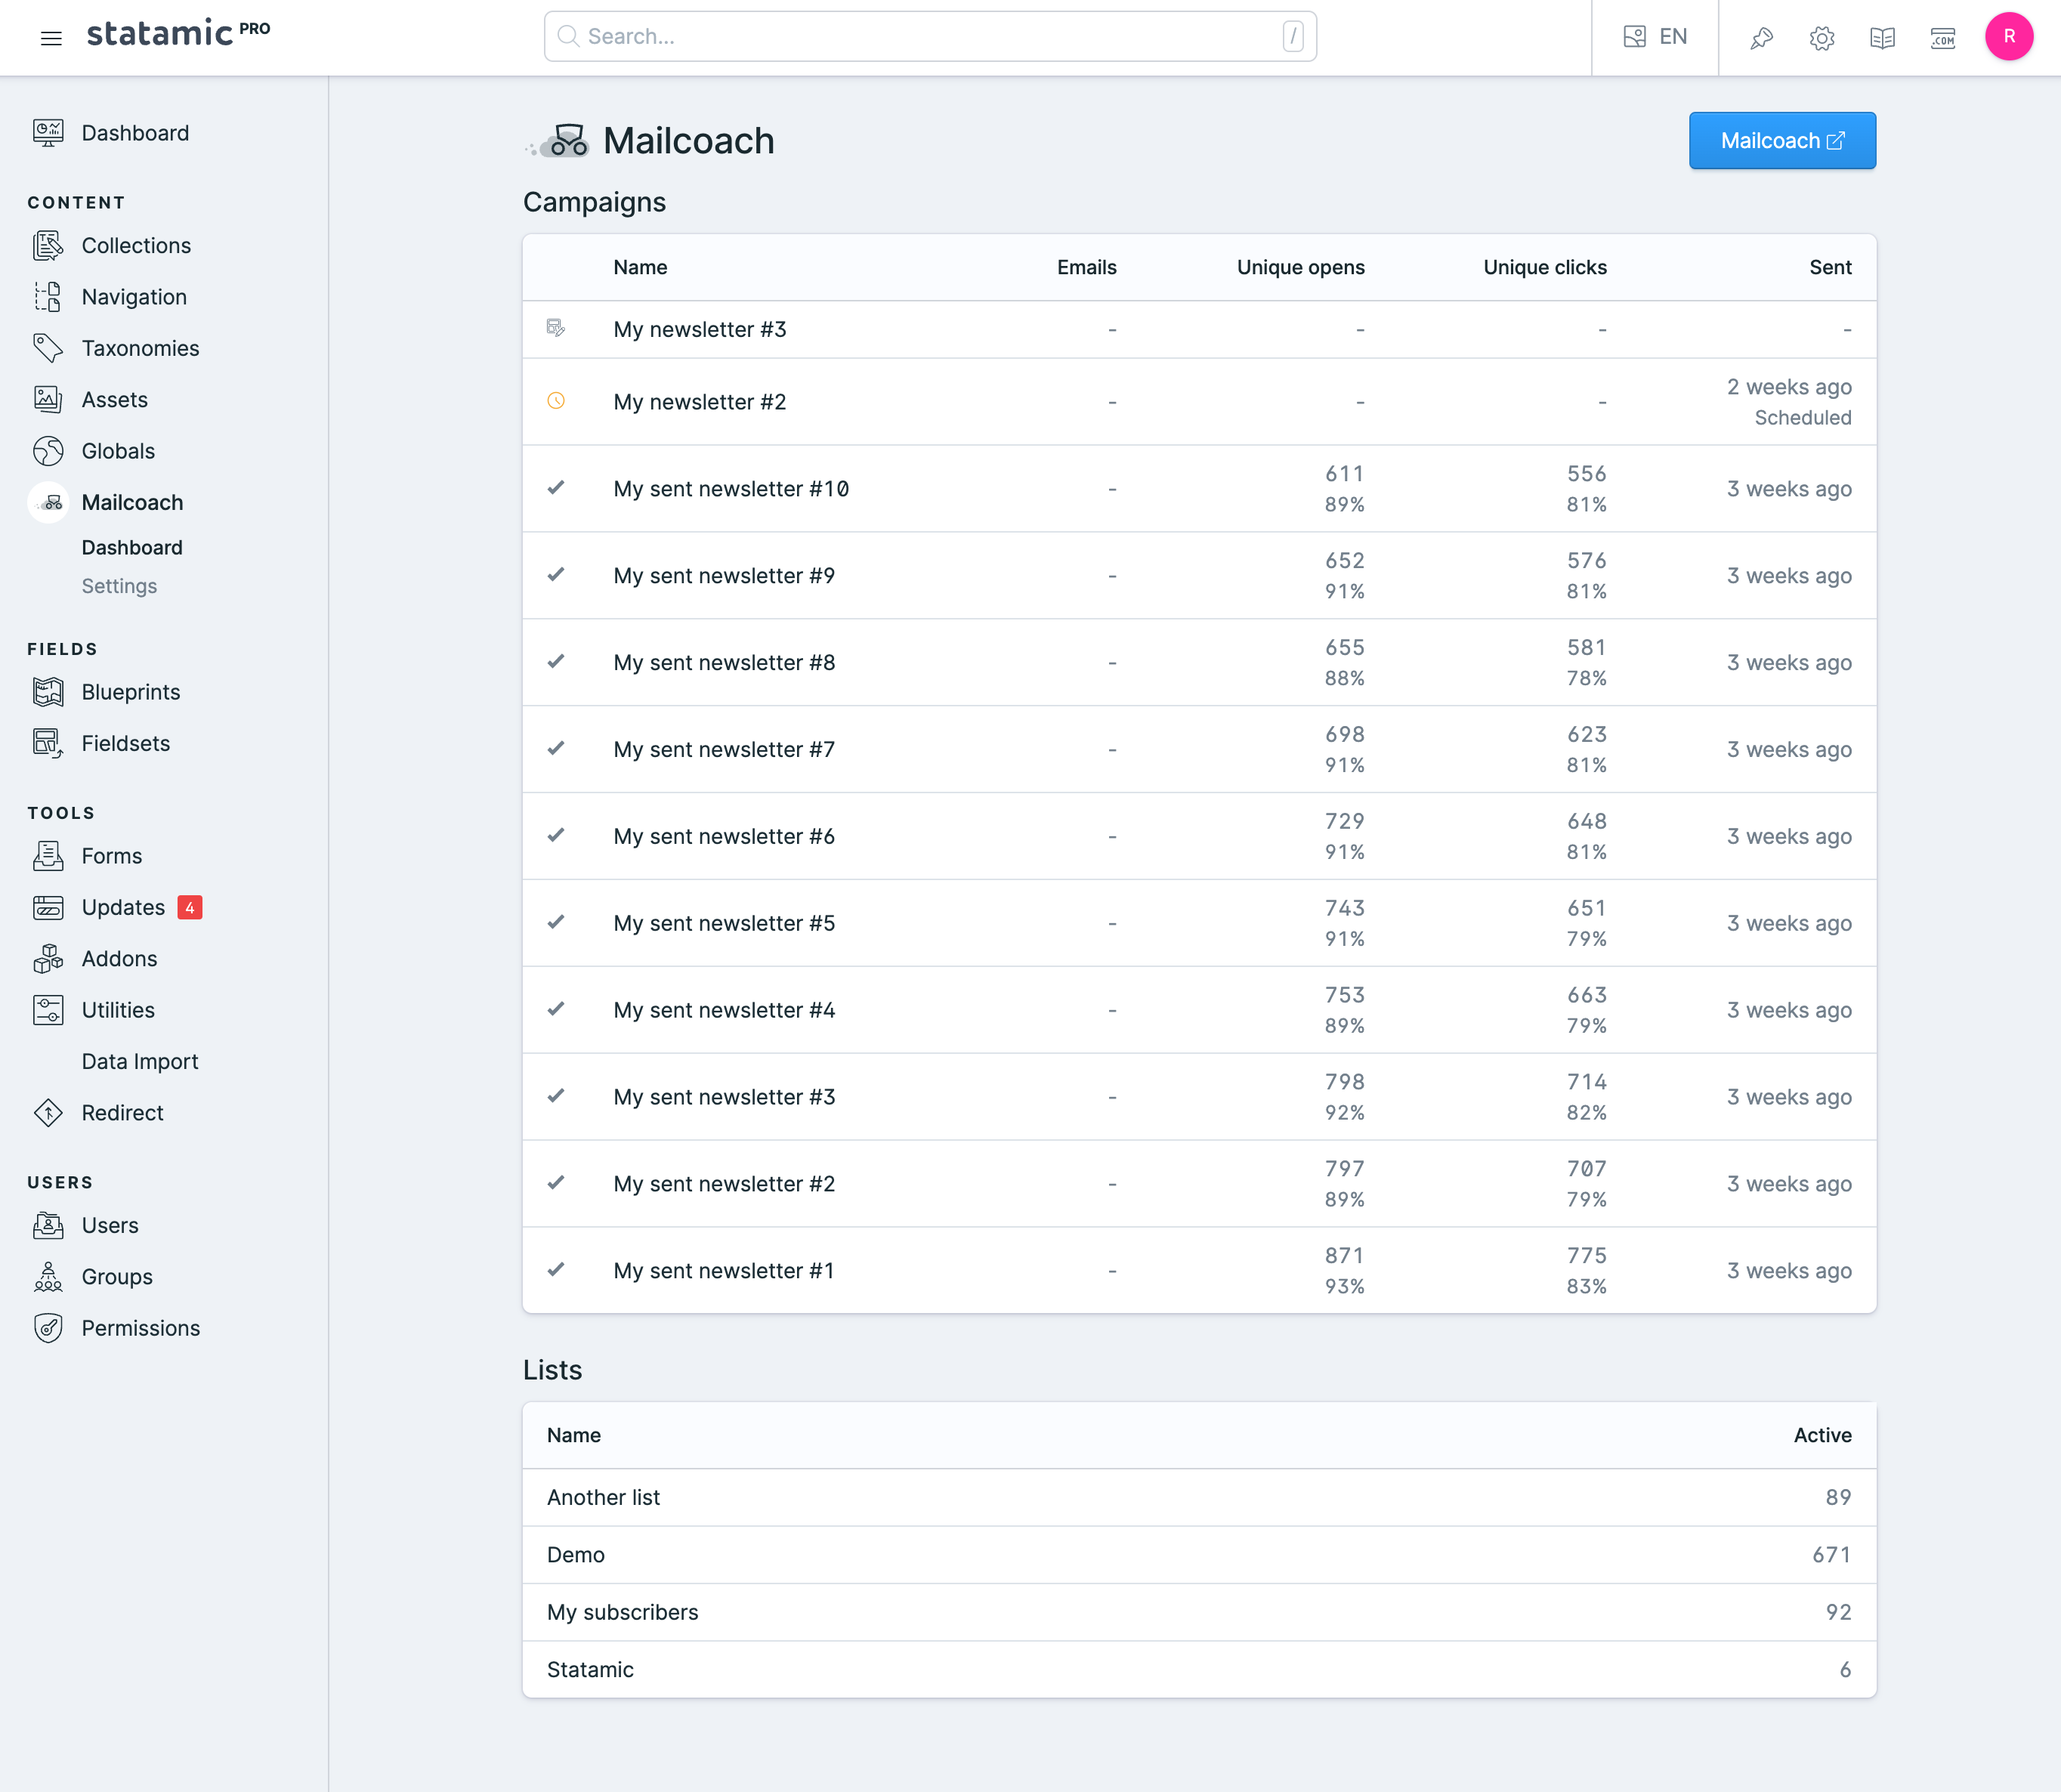 statamic PRO
Search...
/
EN
.COM
R
Dashboard
CONTENT
Collections
Navigation
Taxonomies
Assets
Globals
Mailcoach
Dashboard
Settings
FIELDS
Blueprints
Fieldsets
TOOLS
Forms
Updates 4
Addons
Utilities
Data Import
Redirect
USERS
Users
Groups
Permissions
Mailcoach
Mailcoach
Campaigns
Name Emails Unique opens Unique clicks Sent
My newsletter #3 - - - -
My newsletter #2 - - - 2 weeks ago
Scheduled
My sent newsletter #10 - 611 556 3 weeks ago
89% 81%
My sent newsletter #9 - 652 576 3 weeks ago
91% 81%
My sent newsletter #8 - 655 581 3 weeks ago
88% 78%
My sent newsletter #7 - 698 623 3 weeks ago
91% 81%
My sent newsletter #6 - 729 648 3 weeks ago
91% 81%
My sent newsletter #5 - 743 651 3 weeks ago
91% 79%
My sent newsletter #4 - 753 663 3 weeks ago
89% 79%
My sent newsletter #3 - 798 714 3 weeks ago
92% 82%
My sent newsletter #2 - 797 707 3 weeks ago
89% 79%
My sent newsletter #1 - 871 775 3 weeks ago
93% 83%
Lists
Name Active
Another list 89
Demo 671
My subscribers 92
Statamic 6